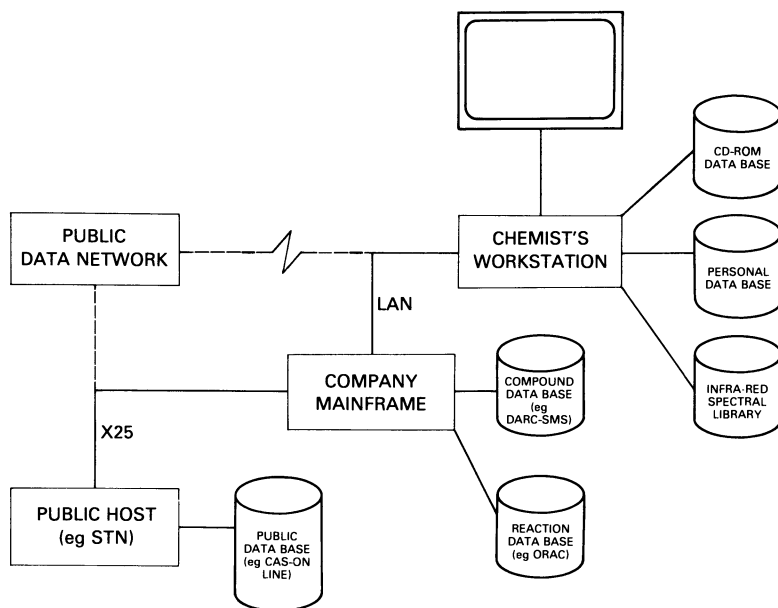 CD-ROM
DATA BASE
PUBLIC
DATA NETWORK
CHEMIST'S
WORKSTATION
PERSONAL
DATA BASE
LAN
COMPANY
MAINFRAME
COMPOUND
DATA BASE
(eg
DARC-SMS)
INFRA-RED
SPECTRAL
LIBRARY
X25
PUBLIC HOST
(eg STN)
PUBLIC
DATA BASE
(eg CAS-ON
LINE)
REACTION
DATA BASE
(eg ORAC)